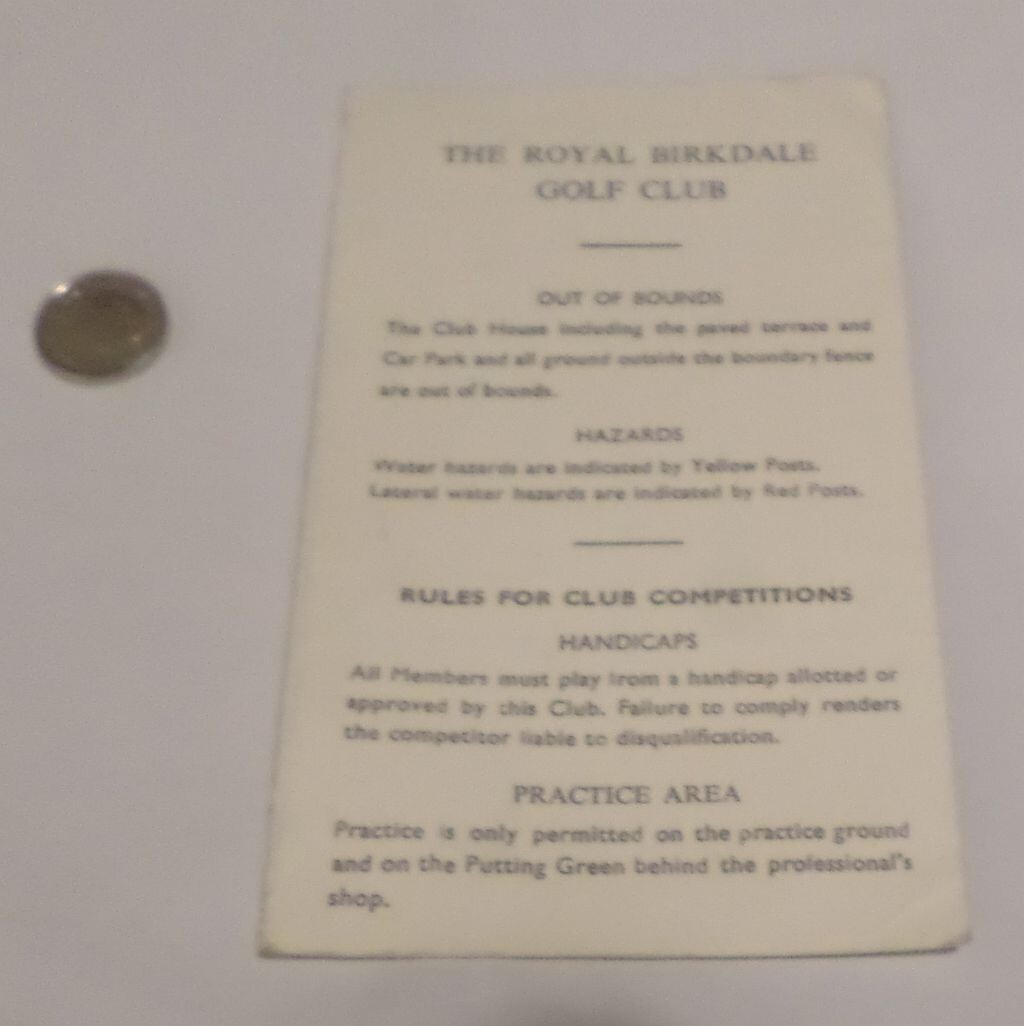 THE ROYAL BIRKDALE
GOLF CLUB
OUT OF BOUNDS
The Club House including the paved terrace and
Car Park and all ground outside the boundary fence
are out of bounds.
HAZARDS
Water hazards are indicated by Yellow Posts.
Lateral water hazards are indicated by Red Posts.
RULES FOR CLUB COMPETITIONS
HANDICAPS
All Members must play from a handicap allotted or
approved by this Club. Failure to comply renders
the competitor liable to disqualification.
PRACTICE AREA
Practice is only permitted on the practice ground
and on the Putting Green behind the professional's
shop.